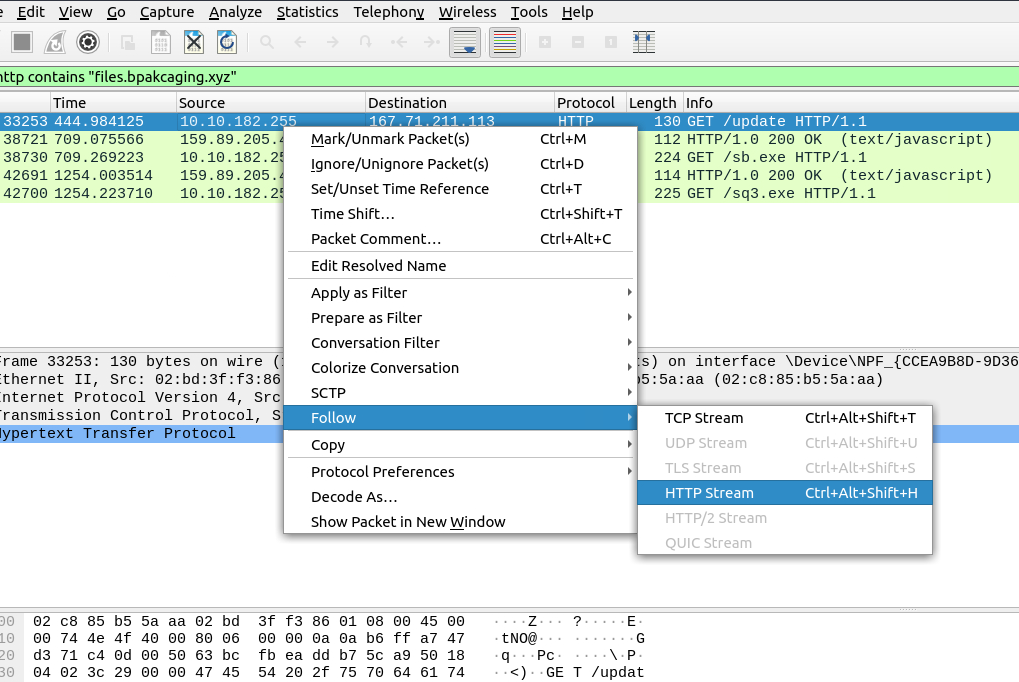 Edit View Go Capture Analyze Statistics Telephony Wireless Tools Help
http contains "files.bpakcaging.xyz"
Time Source Destination Protocol Length Info
33253 444.984125 10.10.182.255 167.71.211.113 HTTP 130 GET /update HTTP/1.1
38721 709.075566 159.89.205.4 112 HTTP/1.0 200 OK (text/javascript)
38730 709.269223 10.10.182.25 224 GET /sb.exe HTTP/1.1
42691 1254.003514 159.89.205.4 114 HTTP/1.0 200 OK (text/javascript)
42700 1254.223710 10.10.182.25 225 GET /sq3.exe HTTP/1.1
Mark/Unmark Packet(s) Ctrl+M
Ignore/Unignore Packet(s) Ctrl+D
Set/Unset Time Reference Ctrl+T
Time Shift… Ctrl+Shift+T
Packet Comment… Ctrl+Alt+C
Edit Resolved Name
Apply as Filter
Prepare as Filter
Conversation Filter
Colorize Conversation
SCTP
Follow
Copy
Protocol Preferences
Decode As…
Show Packet in New Window
TCP Stream Ctrl+Alt+Shift+T
UDP Stream Ctrl+Alt+Shift+U
TLS Stream Ctrl+Alt+Shift+S
HTTP Stream Ctrl+Alt+Shift+H
HTTP/2 Stream
QUIC Stream
Frame 33253: 130 bytes on wire ( ts) on interface \Device\NPF_{CCEA9B8D-9D36
Ethernet II, Src: 02:bd:3f:f3:86 b5:5a:aa (02:c8:85:b5:5a:aa)
Internet Protocol Version 4, Src
Transmission Control Protocol, S
Hypertext Transfer Protocol
00 02 c8 85 b5 5a aa 02 bd 3f f3 86 01 08 00 45 00 ····Z··· ?·····E·
10 00 74 4e 4f 40 00 80 06 00 00 0a 0a b6 ff a7 47 ·tNO@··· ·······G
20 d3 71 c4 0d 00 50 63 bc fb ea dd b7 5c a9 50 18 ·q···Pc· ····\·P·
30 04 02 3c 29 00 00 47 45 54 20 2f 75 70 64 61 74 ··<)··GE T /updat